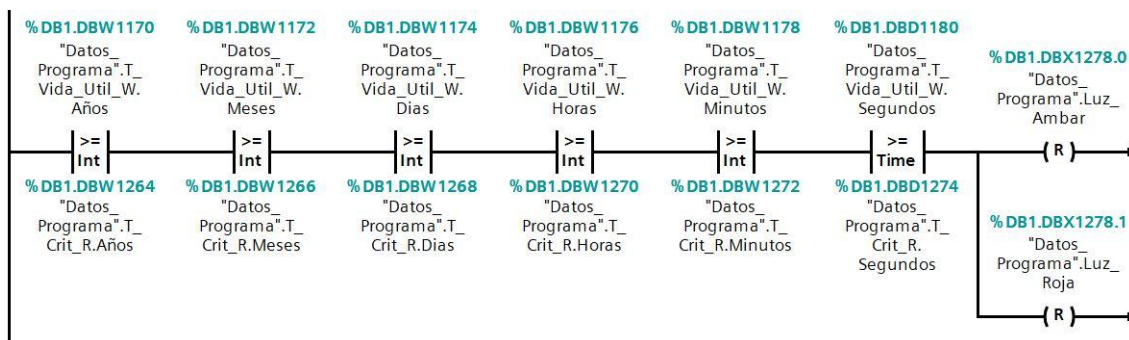 %DB1.DBW1170
"Datos_
Programa".T_
Vida_Util_W.
Años
>=
Int
%DB1.DBW1264
"Datos_
Programa".T_
Crit_R.Años
%DB1.DBW1172
"Datos_
Programa".T_
Vida_Util_W.
Meses
>=
Int
%DB1.DBW1266
"Datos_
Programa".T_
Crit_R.Meses
%DB1.DBW1174
"Datos_
Programa".T_
Vida_Util_W.
Dias
>=
Int
%DB1.DBW1268
"Datos_
Programa".T_
Crit_R.Dias
%DB1.DBW1176
"Datos_
Programa".T_
Vida_Util_W.
Horas
>=
Int
%DB1.DBW1270
"Datos_
Programa".T_
Crit_R.Horas
%DB1.DBW1178
"Datos_
Programa".T_
Vida_Util_W.
Minutos
>=
Int
%DB1.DBW1272
"Datos_
Programa".T_
Crit_R.Minutos
%DB1.DBD1180
"Datos_
Programa".T_
Vida_Util_W.
Segundos
>=
Time
%DB1.DBD1274
"Datos_
Programa".T_
Crit_R.
Segundos
%DB1.DBX1278.0
"Datos_
Programa".Luz_
Ambar
(R)
%DB1.DBX1278.1
"Datos_
Programa".Luz_
Roja
(R)